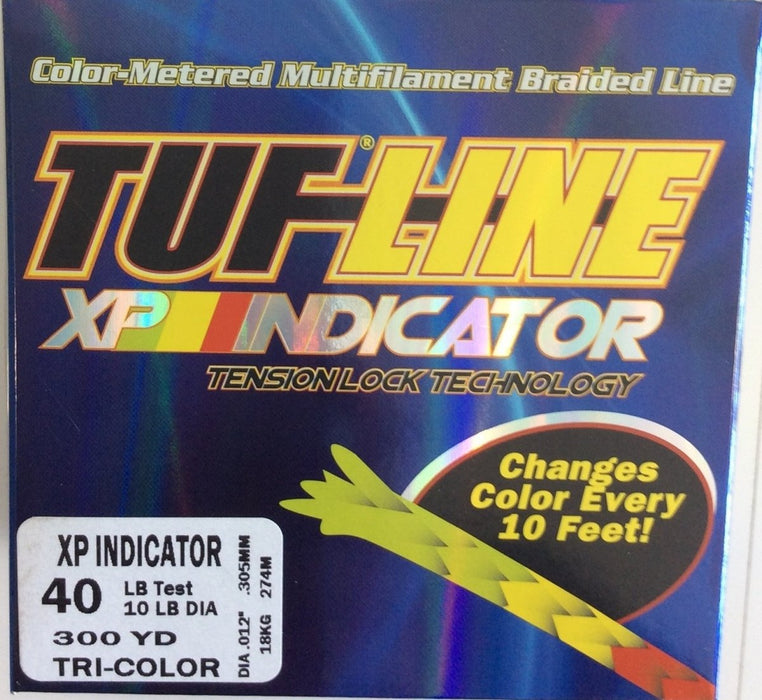 Color-Metered Multifilament Braided Line
TUF-LINE®
XP INDICATOR
TENSION LOCK TECHNOLOGY
Changes
Color Every
10 Feet!
XP INDICATOR
40 LB Test
10 LB DIA
300 YD
TRI-COLOR
DIA .012" .305MM
18KG 274M